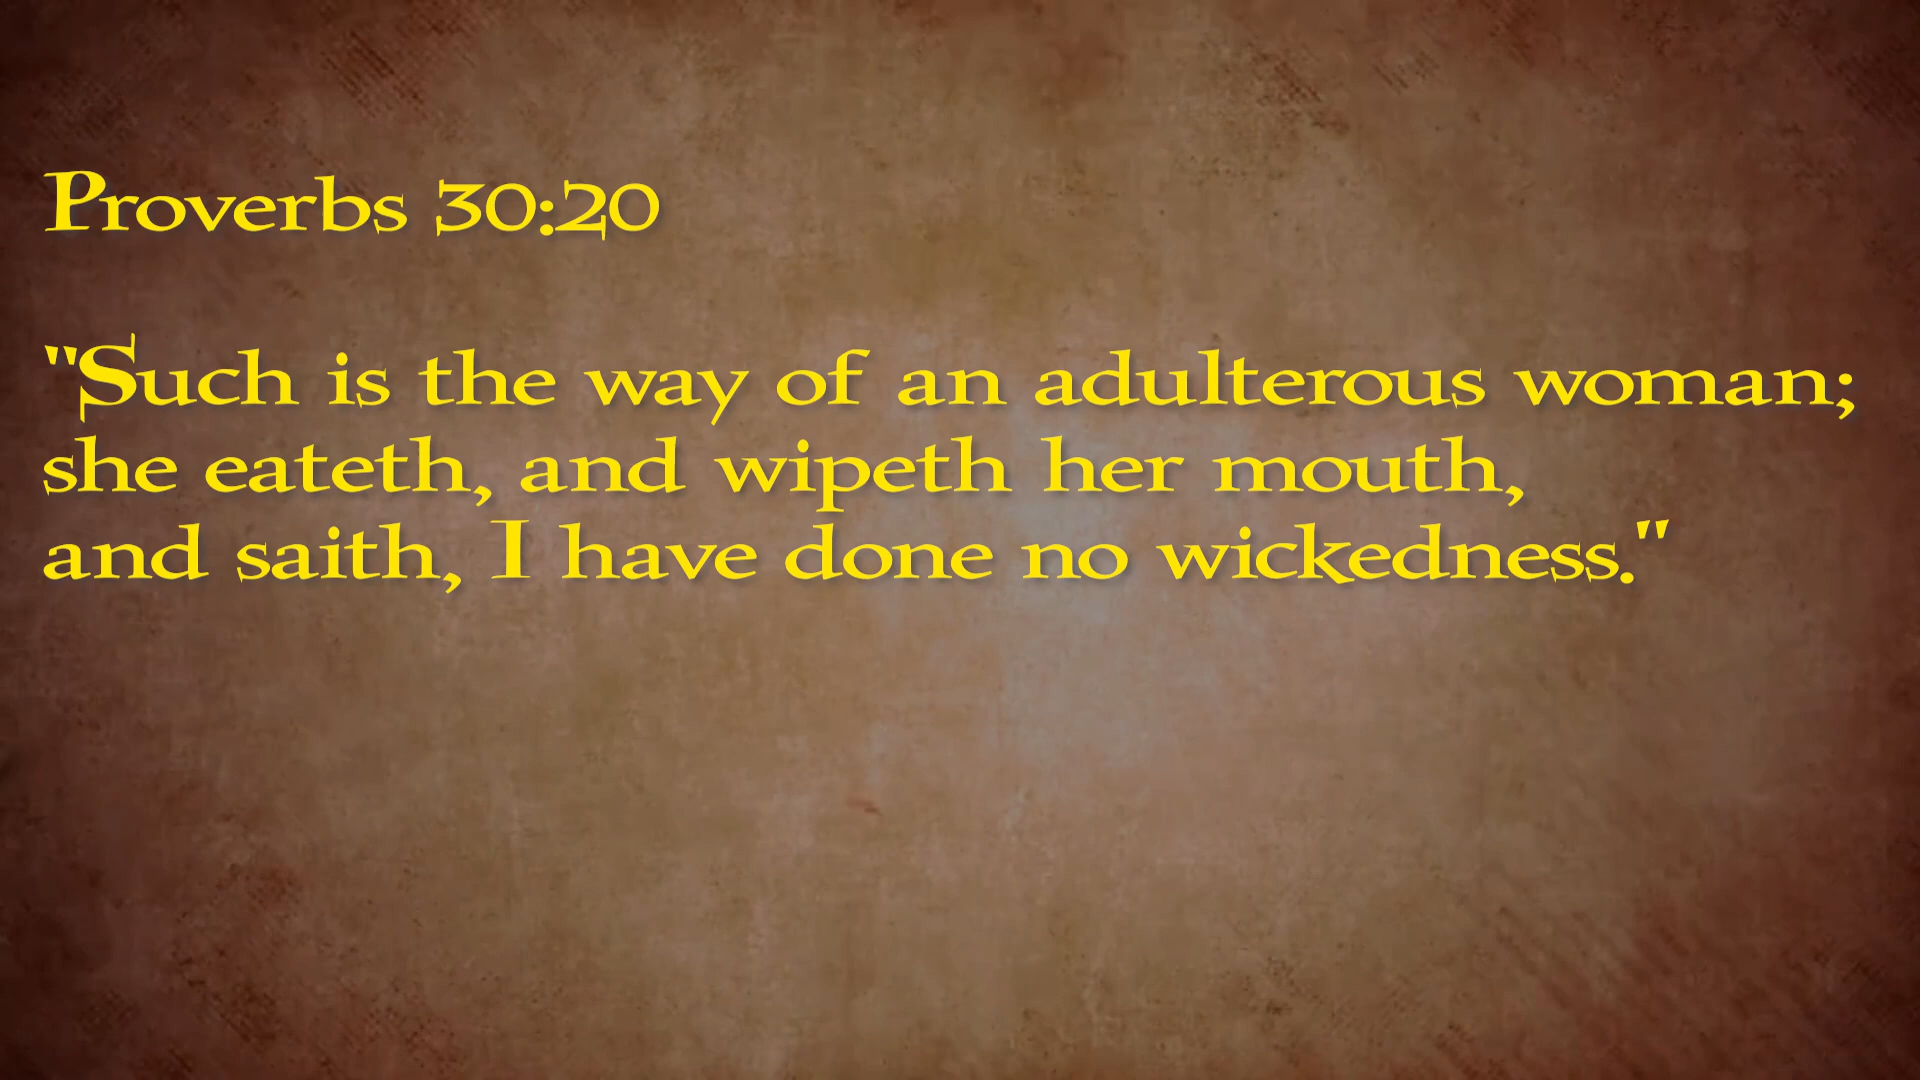 Proverbs 30:20
"Such is the way of an adulterous woman;
she eateth, and wipeth her mouth,
and saith, I have done no wickedness."